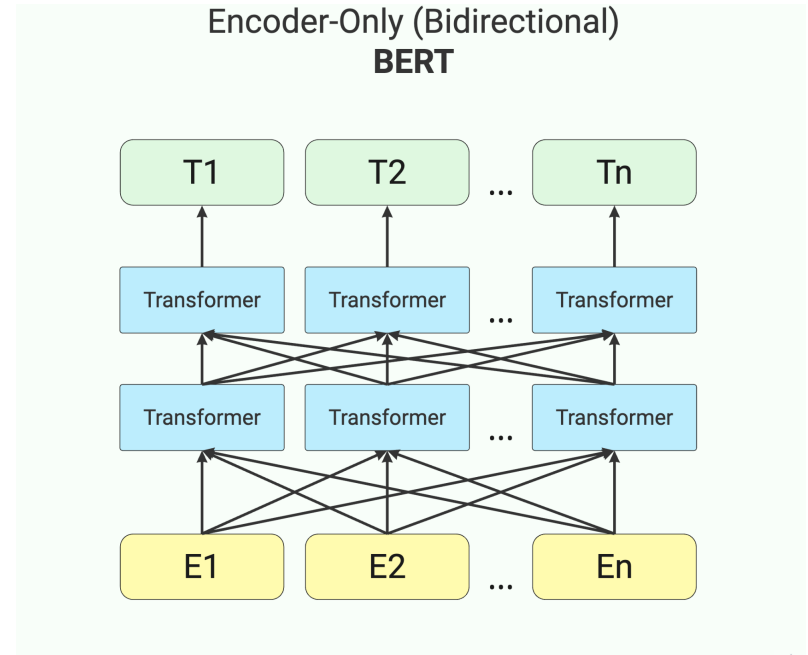 Encoder-Only (Bidirectional)
BERT
T1 T2 ... Tn
Transformer Transformer ... Transformer
Transformer Transformer ... Transformer
E1 E2 ... En